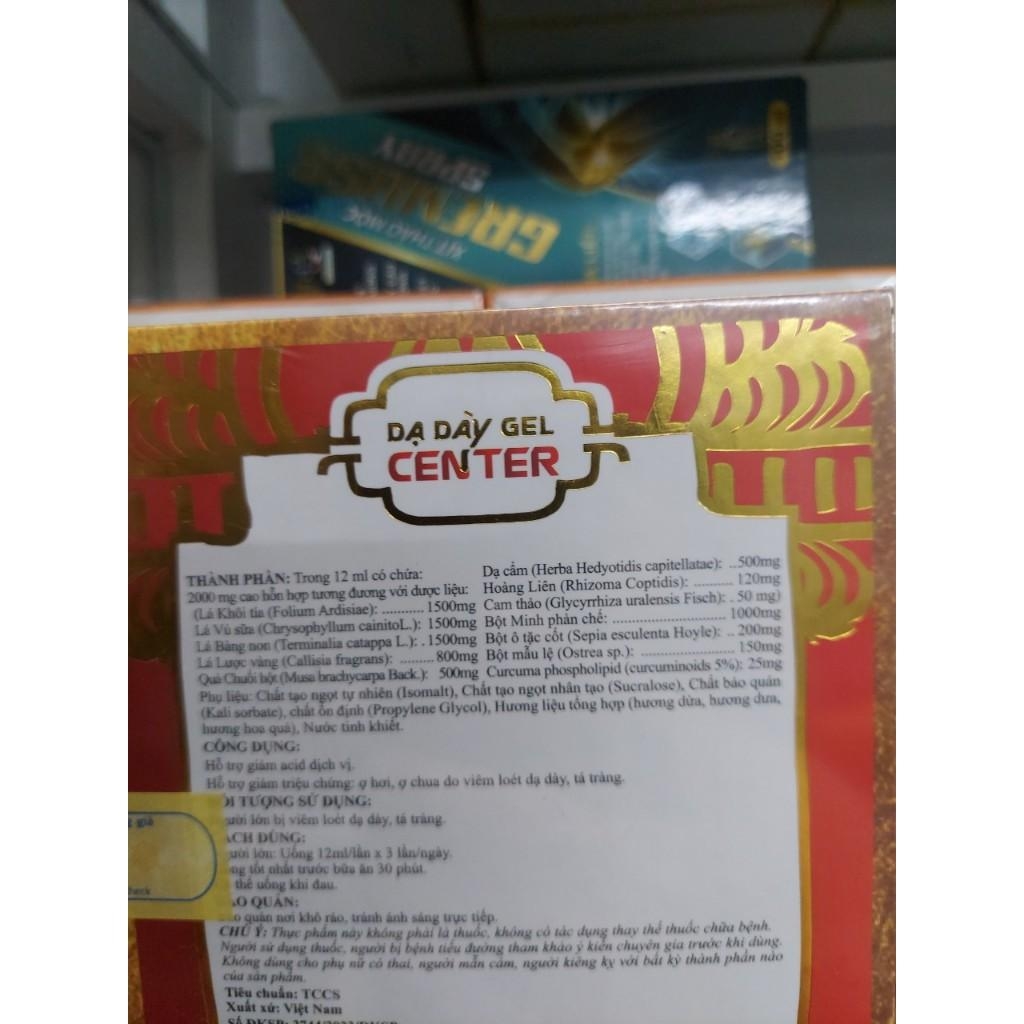 XỊT THẢO MỘC
SPRAY
DẠ DÀY GEL
CENTER
THÀNH PHẦN: Trong 12 ml có chứa:
2000 mg cao hỗn hợp tương đương với dược liệu:
(Lá Khôi tía (Folium Ardisiae): ........... 1500mg
Lá Vú sữa (Chrysophyllum cainitoL.): 1500mg
Lá Bàng non (Terminalia catappa L.): . 1500mg
Lá Lược vàng (Callisia fragrans): ......... 800mg
Quả Chuối hột (Musa brachycarpa Back.): 500mg
Dạ cẩm (Herba Hedyotidis capitellatae): ..500mg
Hoàng Liên (Rhizoma Coptidis): .......... 120mg
Cam thảo (Glycyrrhiza uralensis Fisch): . 50 mg)
Bột Minh phàn chế: ............................... 1000mg
Bột ô tặc cốt (Sepia esculenta Hoyle): .. 200mg
Bột mẫu lệ (Ostrea sp.): ......................... 150mg
Curcuma phospholipid (curcuminoids 5%): 25mg
Phụ liệu: Chất tạo ngọt tự nhiên (Isomalt), Chất tạo ngọt nhân tạo (Sucralose), Chất bảo quản
(Kali sorbate), chất ổn định (Propylene Glycol), Hương liệu tổng hợp (hương dừa, hương dưa,
hương hoa quả), Nước tinh khiết.
CÔNG DỤNG:
Hỗ trợ giảm acid dịch vị.
Hỗ trợ giảm triệu chứng: ợ hơi, ợ chua do viêm loét dạ dày, tá tràng.
ỐI TƯỢNG SỬ DỤNG:
ười lớn bị viêm loét dạ dày, tá tràng.
ÁCH DÙNG:
ười lớn: Uống 12ml/lần x 3 lần/ngày.
ng tốt nhất trước bữa ăn 30 phút.
thể uống khi đau.
ẢO QUẢN:
o quản nơi khô ráo, tránh ánh sáng trực tiếp.
CHÚ Ý: Thực phẩm này không phải là thuốc, không có tác dụng thay thế thuốc chữa bệnh.
Người sử dụng thuốc, người bị bệnh tiểu đường tham khảo ý kiến chuyên gia trước khi dùng.
Không dùng cho phụ nữ có thai, người mẫn cảm, người kiêng kỵ với bất kỳ thành phần nào
của sản phẩm.
Tiêu chuẩn: TCCS
Xuất xứ: Việt Nam